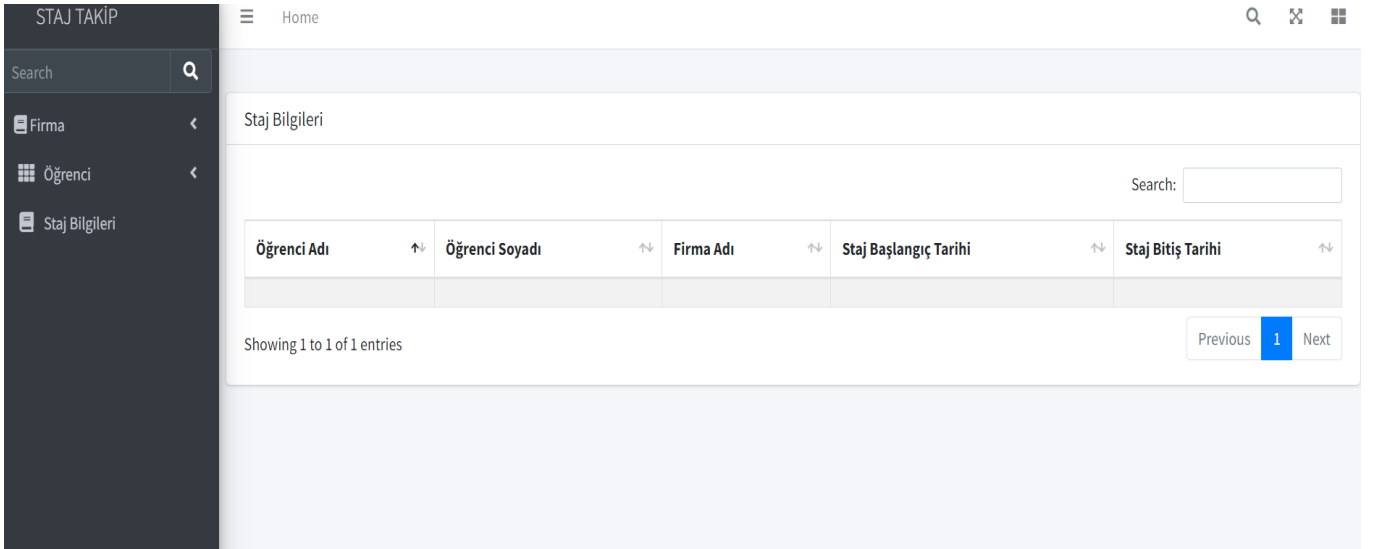 STAJ TAKİP
Home
Search
Firma
Öğrenci
Staj Bilgileri
Staj Bilgileri
Search:
Öğrenci Adı Öğrenci Soyadı Firma Adı Staj Başlangıç Tarihi Staj Bitiş Tarihi
Showing 1 to 1 of 1 entries
Previous 1 Next